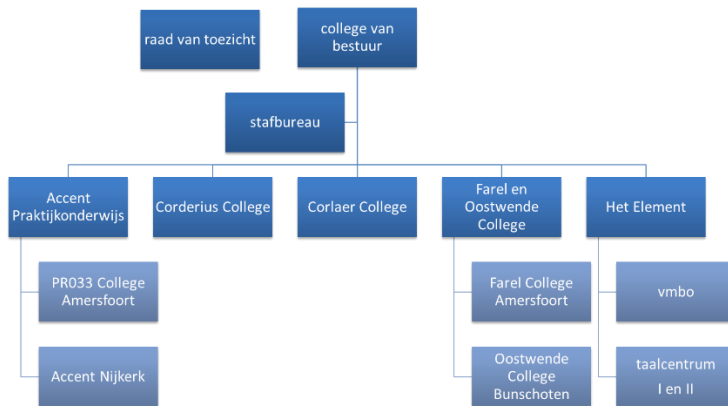 raad van toezicht
college van
bestuur
stafbureau
Accent
Praktijkonderwijs
Corderius College
Corlaer College
Farel en
Oostwende
College
Het Element
PR033 College
Amersfoort
Farel College
Amersfoort
vmbo
Accent Nijkerk
Oostwende
College
Bunschoten
taalcentrum
I en II